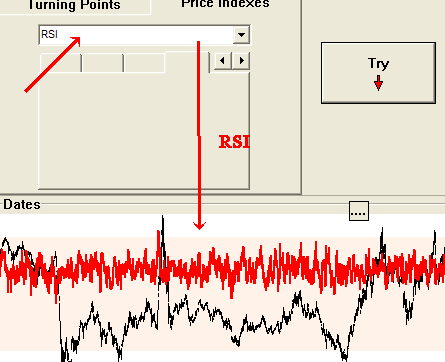 Turning Points
Price Indexes
RSI
Try
RSI
Dates
....